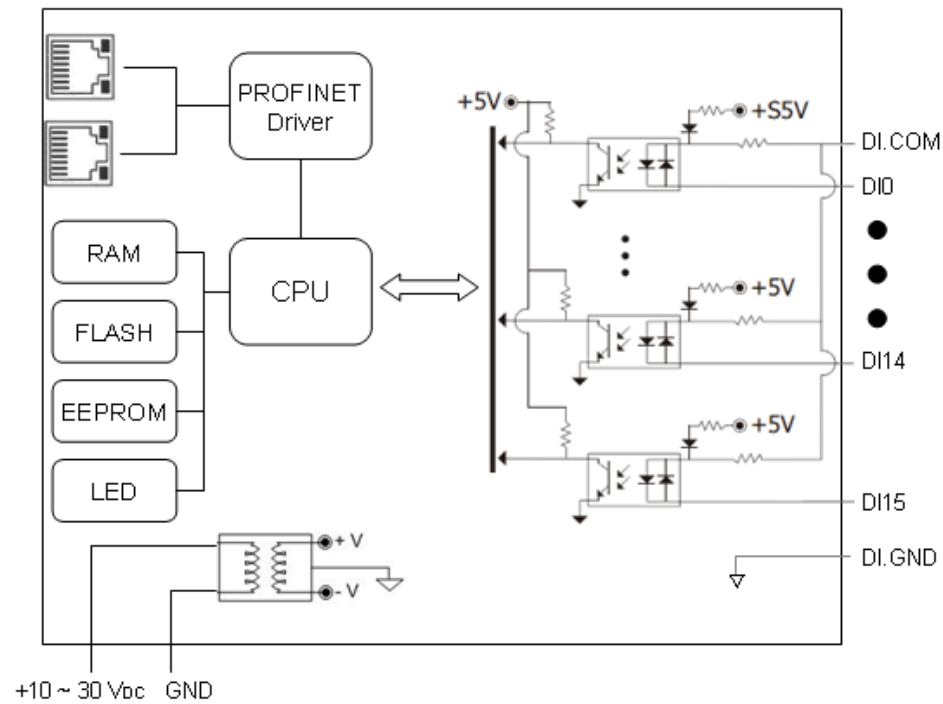 PROFINET
Driver
+5V
+S5V
DI.COM
DI0
RAM
CPU
FLASH
+5V
DI14
EEPROM
+5V
LED
DI15
+ V
- V
DI.GND
+10 ~ 30 VDC
GND